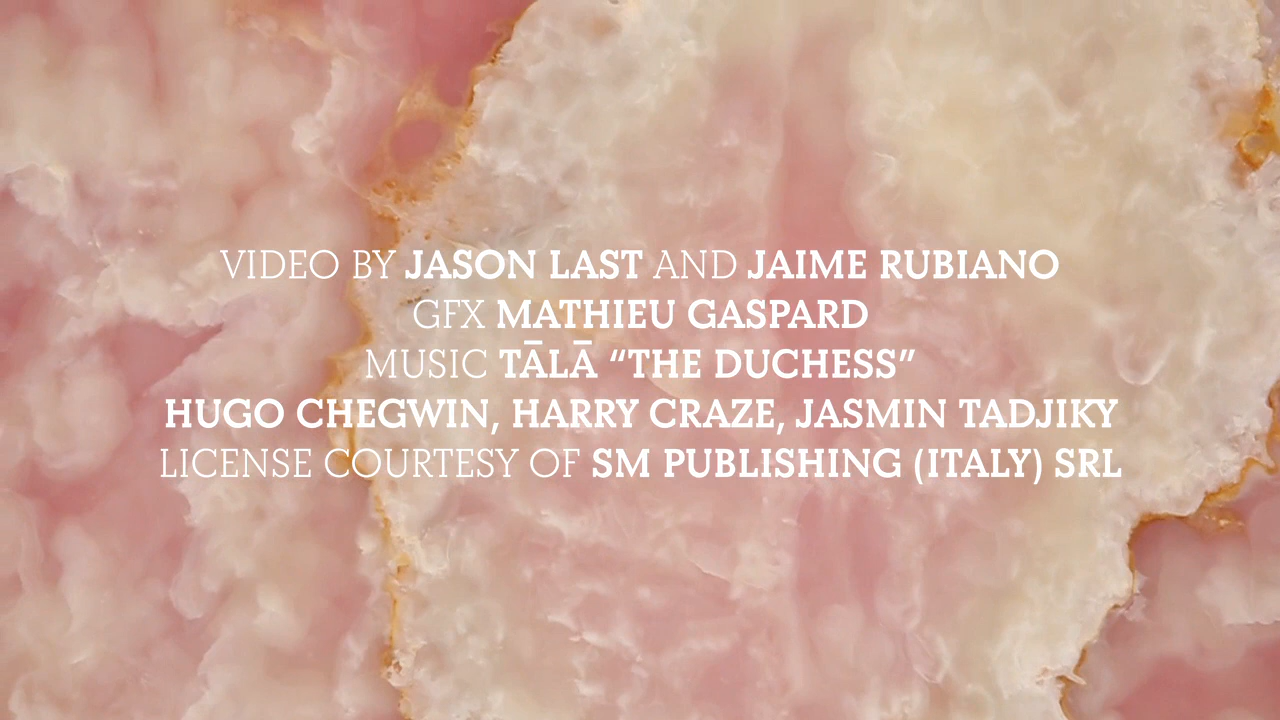 VIDEO BY JASON LAST AND JAIME RUBIANO
GFX MATHIEU GASPARD
MUSIC TĀLĀ “THE DUCHESS”
HUGO CHEGWIN, HARRY CRAZE, JASMIN TADJIKY
LICENSE COURTESY OF SM PUBLISHING (ITALY) SRL